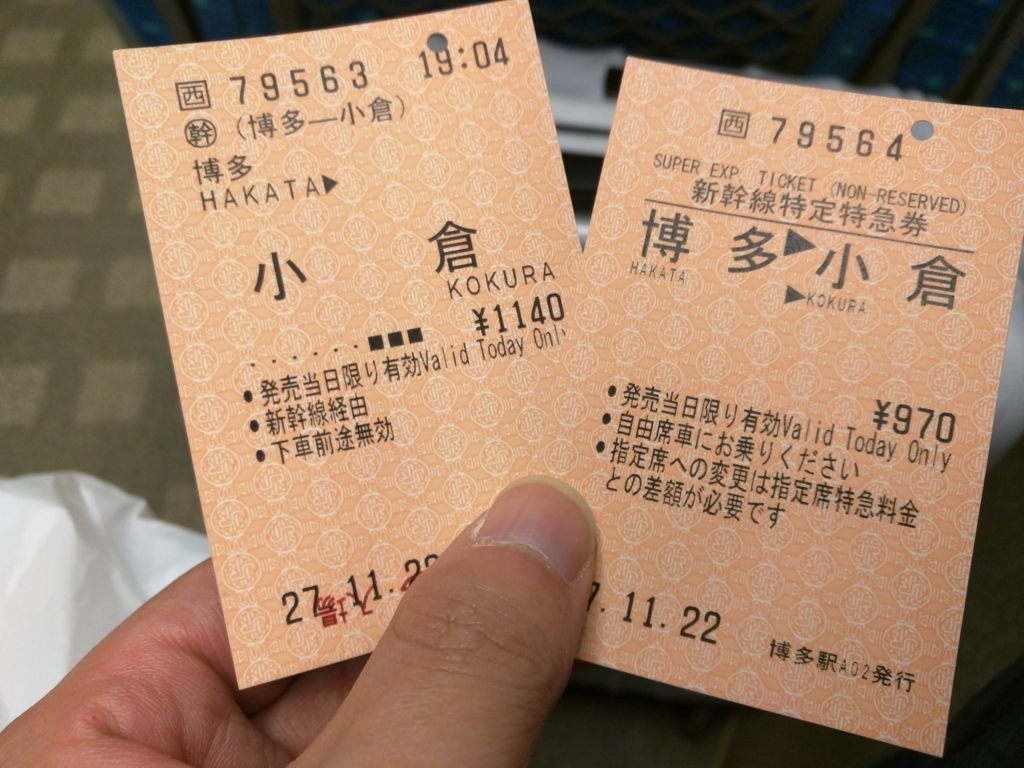 西 79563 19:04
幹 (博多―小倉)
博多
HAKATA▶
小倉
KOKURA
¥1140
......■■■
●発売当日限り有効Valid Today Onl
●新幹線経由
●下車前途無効
27.11.22
入場
西 79564
SUPER EXP. TICKET (NON-RESERVED)
新幹線特定特急券
博多▶小倉
HAKATA ▶KOKURA
¥970
●発売当日限り有効Valid Today Only
●自由席車にお乗りください
●指定席への変更は指定席特急料金
との差額が必要です
7.11.22
博多駅A02発行